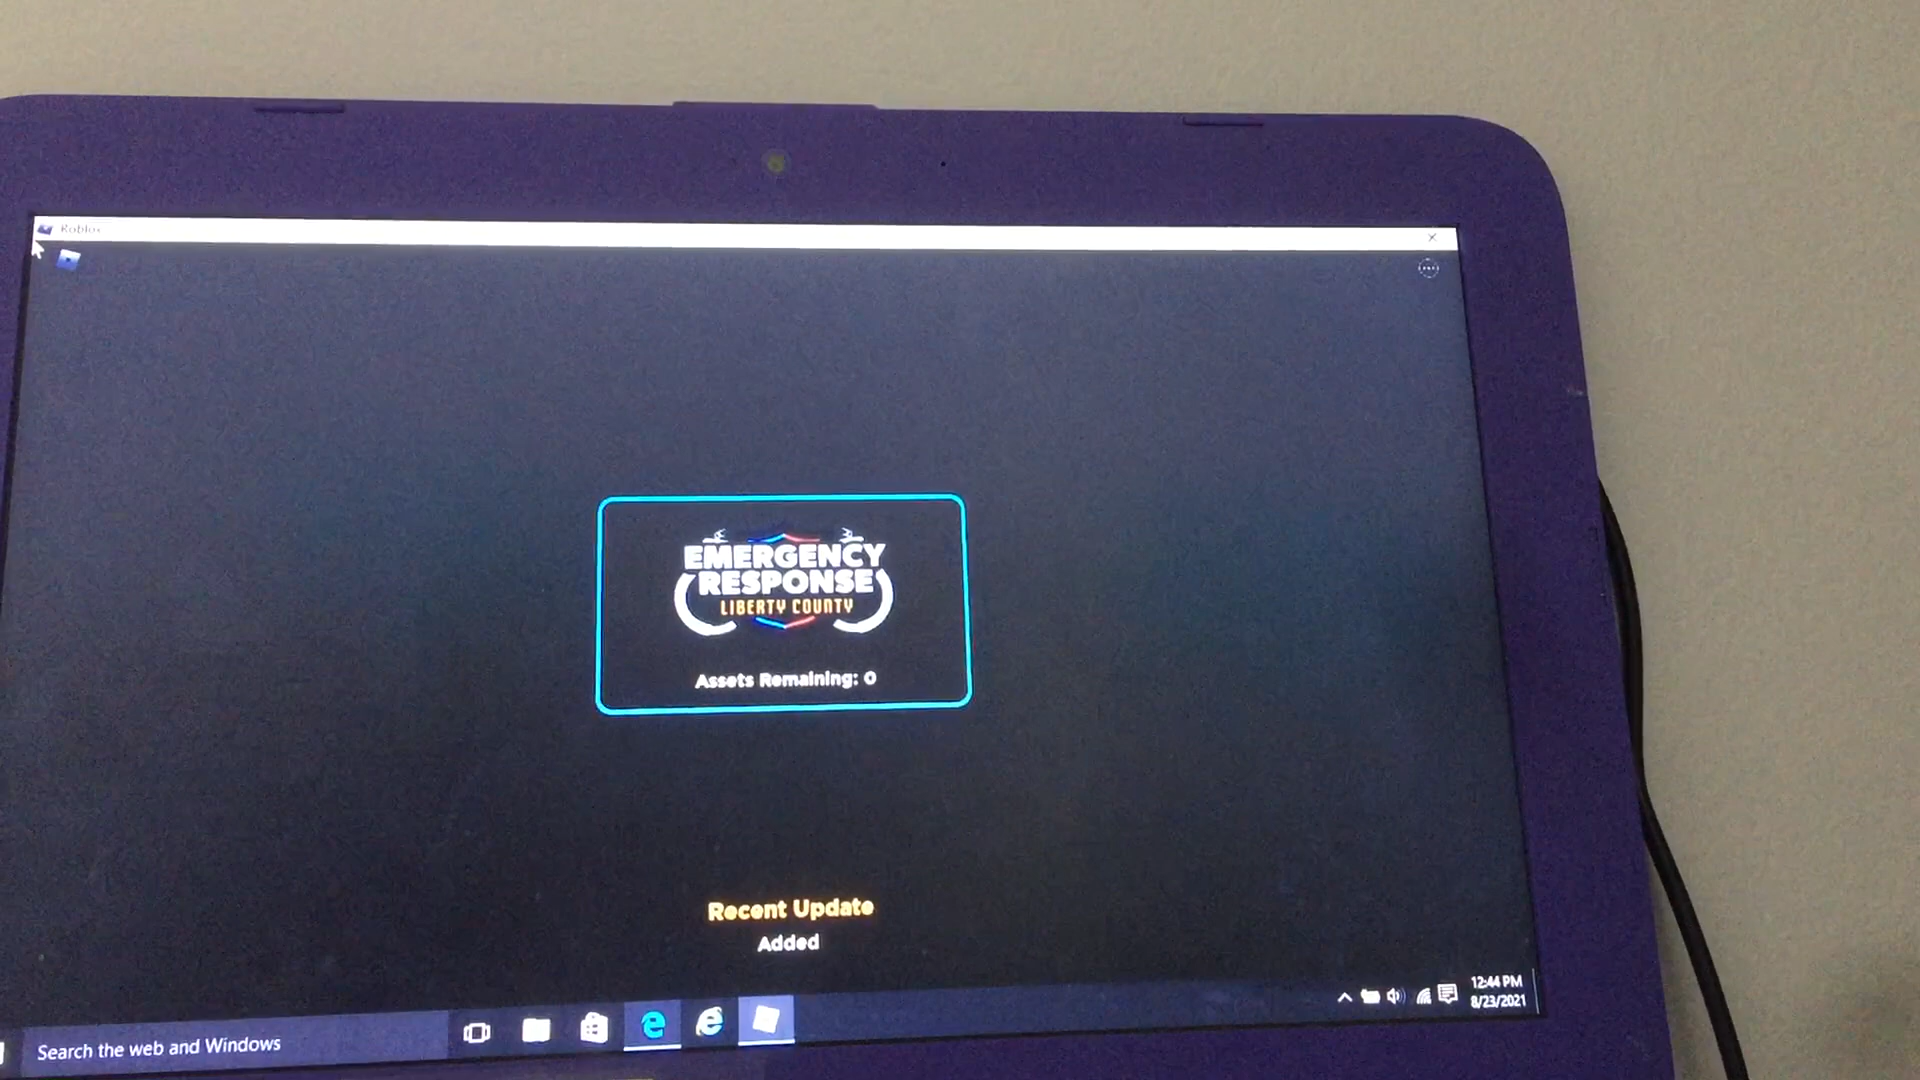 Roblox
EMERGENCY
RESPONSE
LIBERTY COUNTY
Assets Remaining: 0
Recent Update
Added
12:44 PM
8/23/2021
Search the web and Windows